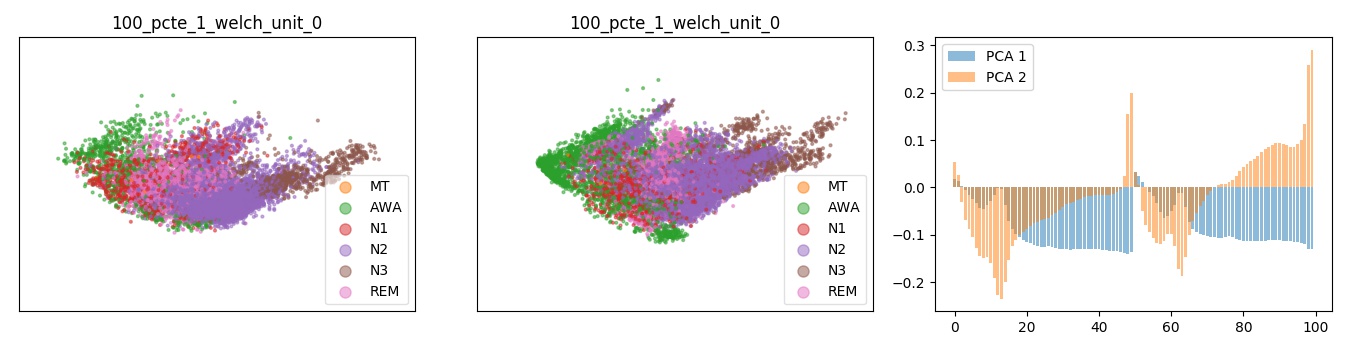 100_pcte_1_welch_unit_0
MT
AWA
N1
N2
N3
REM
100_pcte_1_welch_unit_0
MT
AWA
N1
N2
N3
REM
PCA 1
PCA 2
0.3
0.2
0.1
0.0
−0.1
−0.2
0
20
40
60
80
100